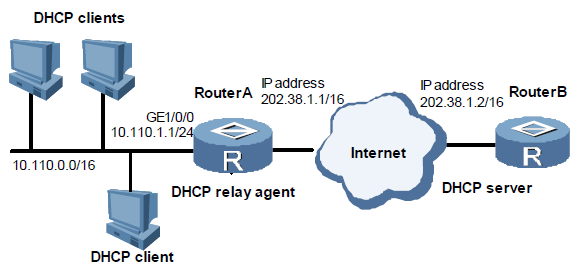 DHCP clients
RouterA
IP address
202.38.1.1/16
IP address
202.38.1.2/16
RouterB
GE1/0/0
10.110.1.1/24
10.110.0.0/16
R
Internet
R
DHCP relay agent
DHCP server
DHCP client